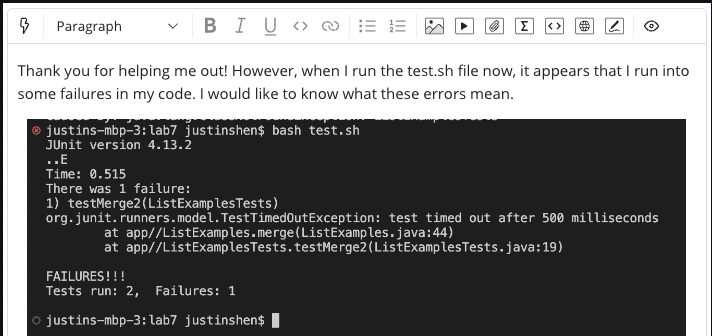 Paragraph B I U
Thank you for helping me out! However, when I run the test.sh file now, it appears that I run into
some failures in my code. I would like to know what these errors mean.
justins-mbp-3:lab7 justinshen$ bash test.sh
JUnit version 4.13.2
..E
Time: 0.515
There was 1 failure:
1) testMerge2(ListExamplesTests)
org.junit.runners.model.TestTimedOutException: test timed out after 500 milliseconds
at app//ListExamples.merge(ListExamples.java:44)
at app//ListExamplesTests.testMerge2(ListExamplesTests.java:19)
FAILURES!!!
Tests run: 2,  Failures: 1
justins-mbp-3:lab7 justinshen$